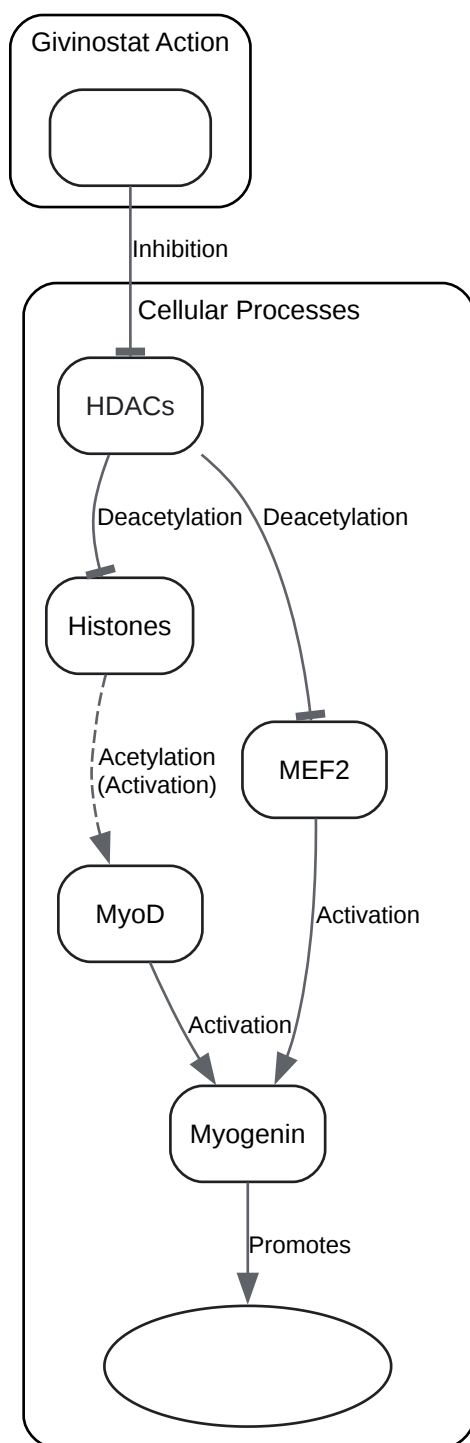 Givinostat Action
Inhibition
Cellular Processes
HDACs
Deacetylation
Deacetylation
Histones
Acetylation
(Activation)
MEF2
MyoD
Activation
Activation
Myogenin
Promotes